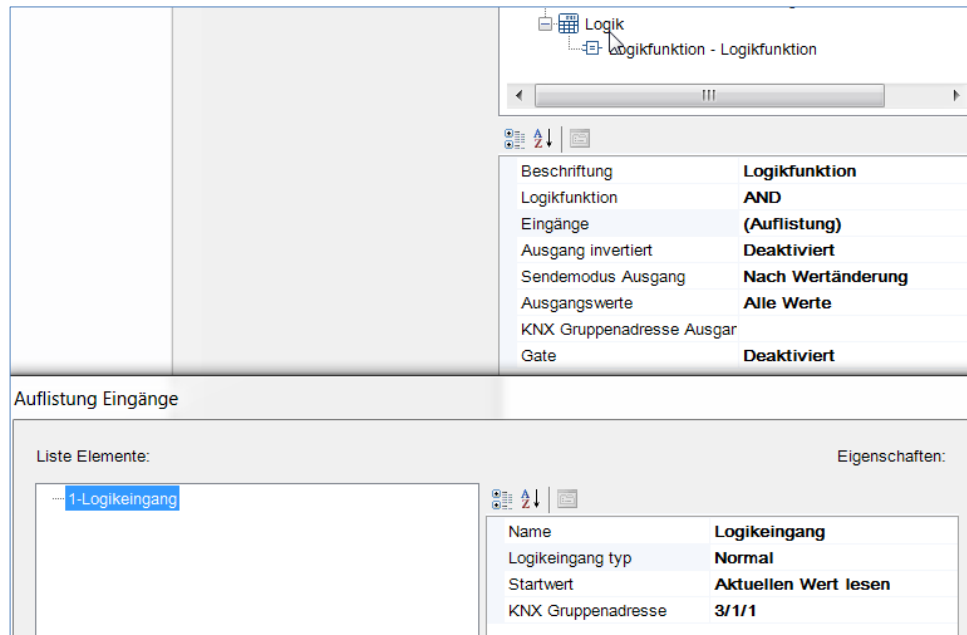 Logik
Logikfunktion - Logikfunktion
Beschriftung Logikfunktion
Logikfunktion AND
Eingänge (Auflistung)
Ausgang invertiert Deaktiviert
Sendemodus Ausgang Nach Wertänderung
Ausgangswerte Alle Werte
KNX Gruppenadresse Ausgar
Gate Deaktiviert
Auflistung Eingänge
Liste Elemente: Eigenschaften:
1-Logikeingang
Name Logikeingang
Logikeingang typ Normal
Startwert Aktuellen Wert lesen
KNX Gruppenadresse 3/1/1